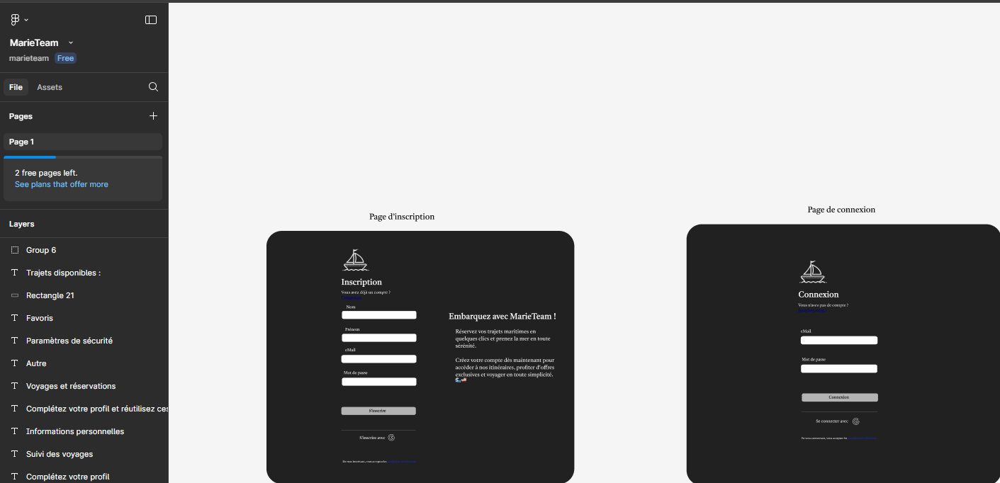 MarieTeam
marieteam Free
File Assets
Pages
Page 1
2 free pages left.
See plans that offer more
Layers
Group 6
Trajets disponibles :
Rectangle 21
Favoris
Paramètres de sécurité
Autre
Voyages et réservations
Complétez votre profil et réutilisez ces
Informations personnelles
Suivi des voyages
Complétez votre profil
Page d'inscription
Inscription
Vous avez déjà un compte ?
Nom
Prénom
eMail
Mot de passe
S'inscrire
S'inscrire avec
En vous inscrivant, vous acceptez les
Embarquez avec MarieTeam !
Réservez vos trajets maritimes en
quelques clics et prenez la mer en toute
sérénité.
Créez votre compte dès maintenant pour
accéder à nos itinéraires, profiter d'offres
exclusives et voyager en toute simplicité.
Page de connexion
Connexion
Vous n'avez pas de compte ?
eMail
Mot de passe
Connexion
Se connecter avec
En vous connectant, vous acceptez les